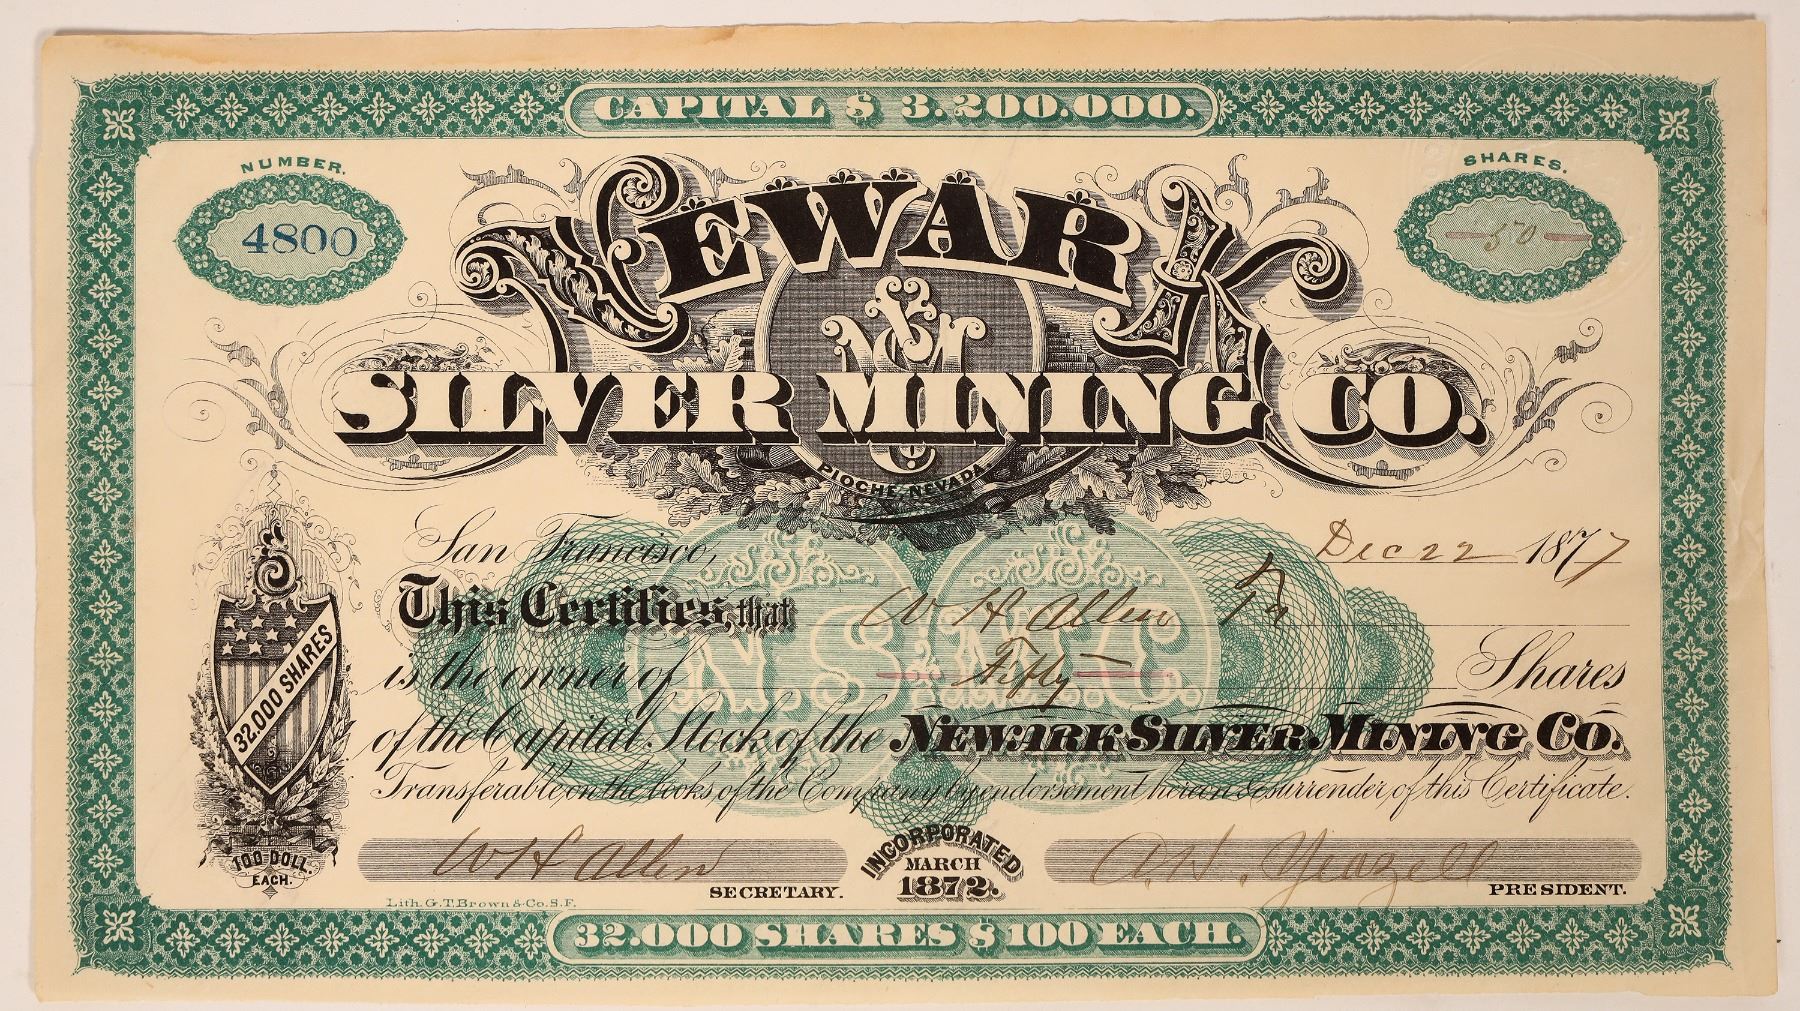 CAPITAL $ 3.200.000.
NUMBER.
4800
SHARES.
50
NEWARK
SILVER MINING CO.
PIOCHE, NEVADA.
San Francisco, Dec 22 1877
This Certifies, that W H Allen Tr
is the owner of Fifty Shares
of the Capital Stock of the NEWARK SILVER MINING CO.
Transferable, on the books of the Company by endorsement hereon & surrender, of this Certificate.
N.S.M.C.
32.000 SHARES
100 DOLL.
EACH.
W H Allen
SECRETARY.
INCORPORATED
MARCH
1872.
A. W. Yeazell
PRESIDENT.
Lith. G.T. Brown & Co. S.F.
32.000 SHARES $ 100 EACH.